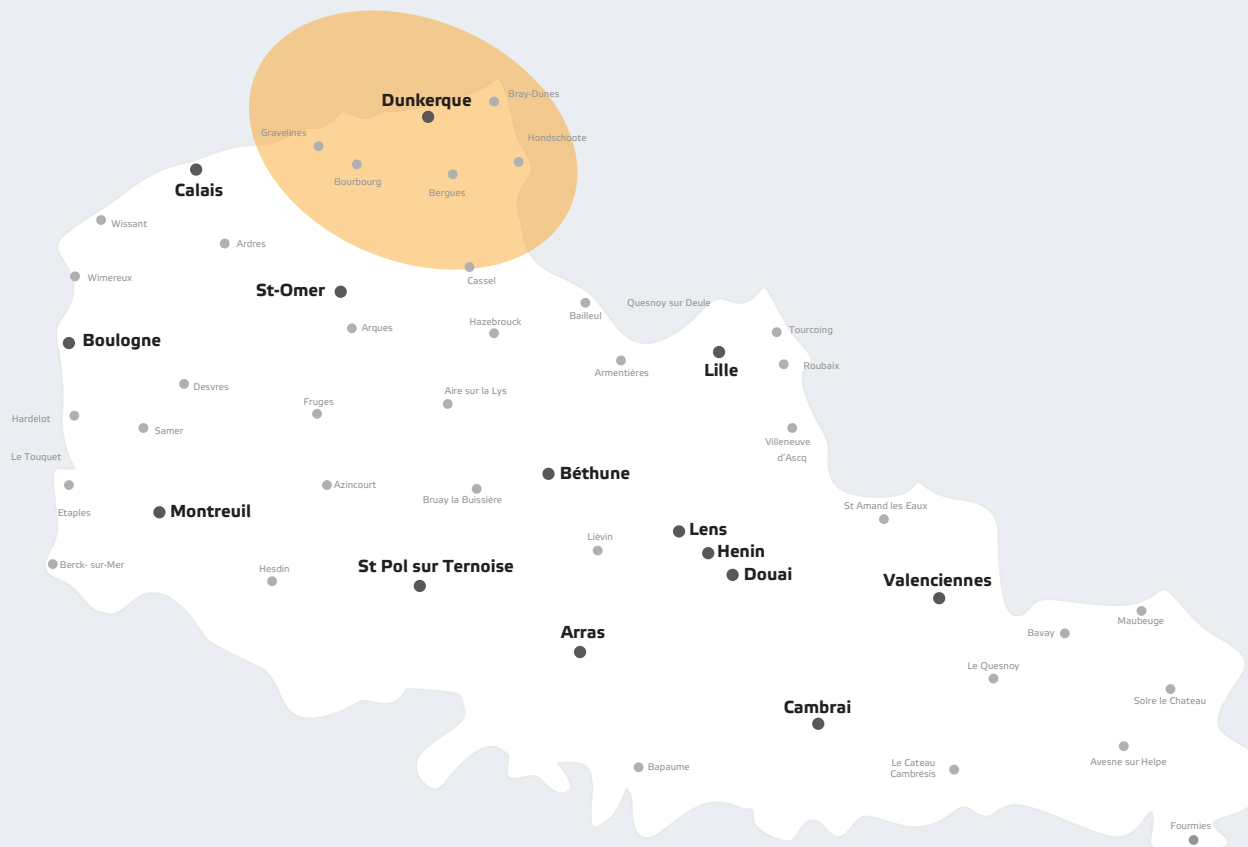 Bray-Dunes
Dunkerque
Gravelines
Hondschoote
Bourbourg
Calais
Bergues
Wissant
Ardres
Wimereux
Cassel
St-Omer
Quesnoy sur Deule
Bailleul
Hazebrouck
Arques
Tourcoing
Boulogne
Roubaix
Lille
Armentières
Desvres
Aire sur la Lys
Fruges
Hardelot
Samer
Villeneuve
d'Ascq
Le Touquet
Béthune
Azincourt
Bruay la Buissière
St Amand les Eaux
Montreuil
Etaples
Lens
Liévin
Henin
Berck- sur-Mer
St Pol sur Ternoise
Hesdin
Douai
Valenciennes
Maubeuge
Arras
Bavay
Le Quesnoy
Solre le Chateau
Cambrai
Le Cateau
Cambrésis
Avesne sur Helpe
Bapaume
Fourmies